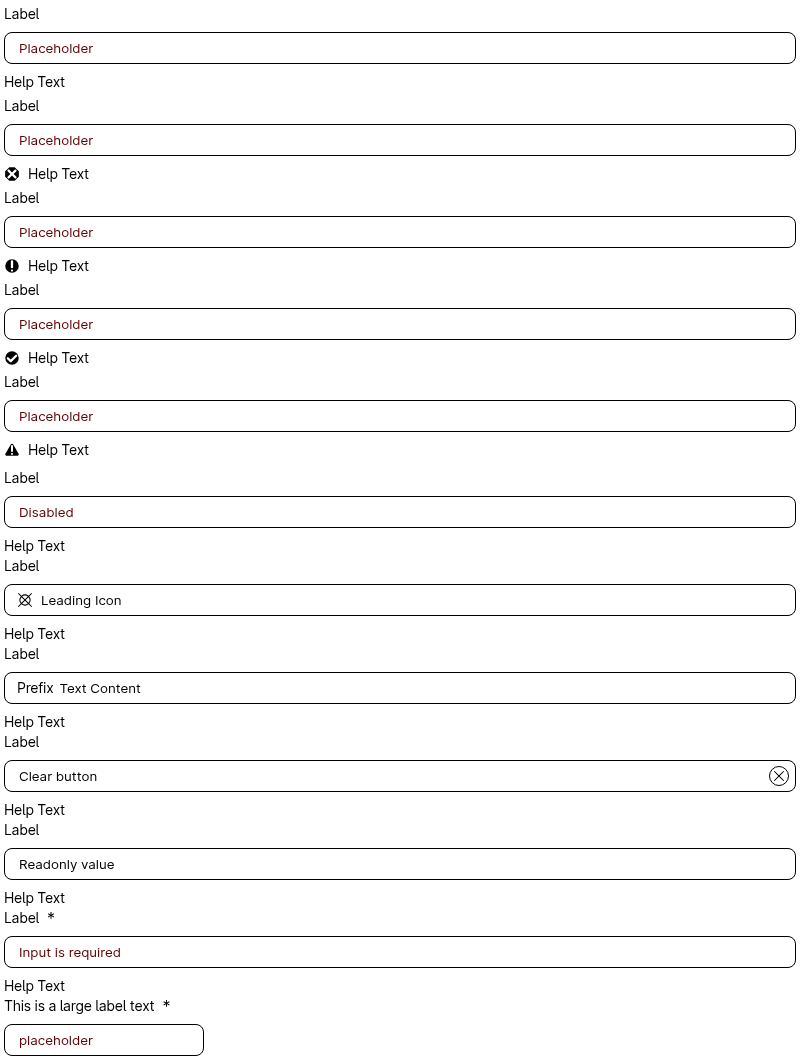 Label
Placeholder
Help Text
Label
Placeholder
Help Text
Label
Placeholder
Help Text
Label
Placeholder
Help Text
Label
Placeholder
Help Text
Label
Disabled
Help Text
Label
Leading Icon
Help Text
Label
Prefix Text Content
Help Text
Label
Clear button
Help Text
Label
Readonly value
Help Text
Label *
Input is required
Help Text
This is a large label text *
placeholder